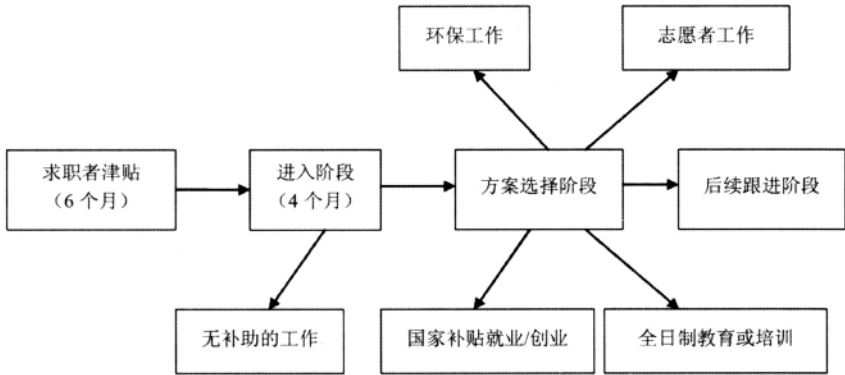 环保工作
志愿者工作
求职者津贴
（6 个月）
进入阶段
（4 个月）
方案选择阶段
后续跟进阶段
无补助的工作
国家补贴就业/创业
全日制教育或培训